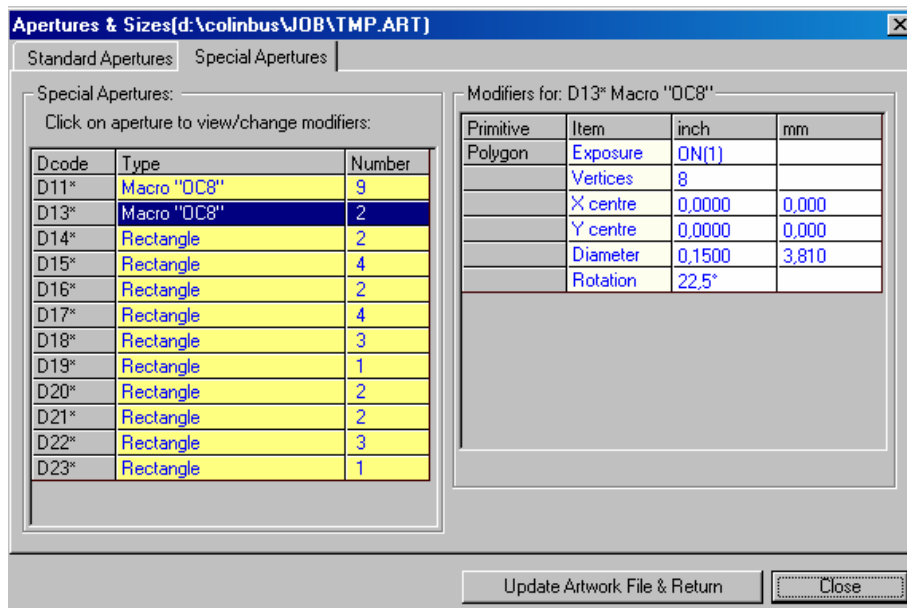 Apertures & Sizes(d:\colinbus\JOB\TMP.ART)
Standard Apertures Special Apertures
Special Apertures:
Click on aperture to view/change modifiers:
Dcode Type Number
D11* Macro "OC8" 9
D13* Macro "OC8" 2
D14* Rectangle 2
D15* Rectangle 4
D16* Rectangle 2
D17* Rectangle 4
D18* Rectangle 3
D19* Rectangle 1
D20* Rectangle 2
D21* Rectangle 2
D22* Rectangle 3
D23* Rectangle 1
Modifiers for: D13* Macro "OC8"
Primitive Item inch mm
Polygon Exposure ON(1)
Vertices 8
X centre 0,0000 0,000
Y centre 0,0000 0,000
Diameter 0,1500 3,810
Rotation 22,5°
Update Artwork File & Return Close